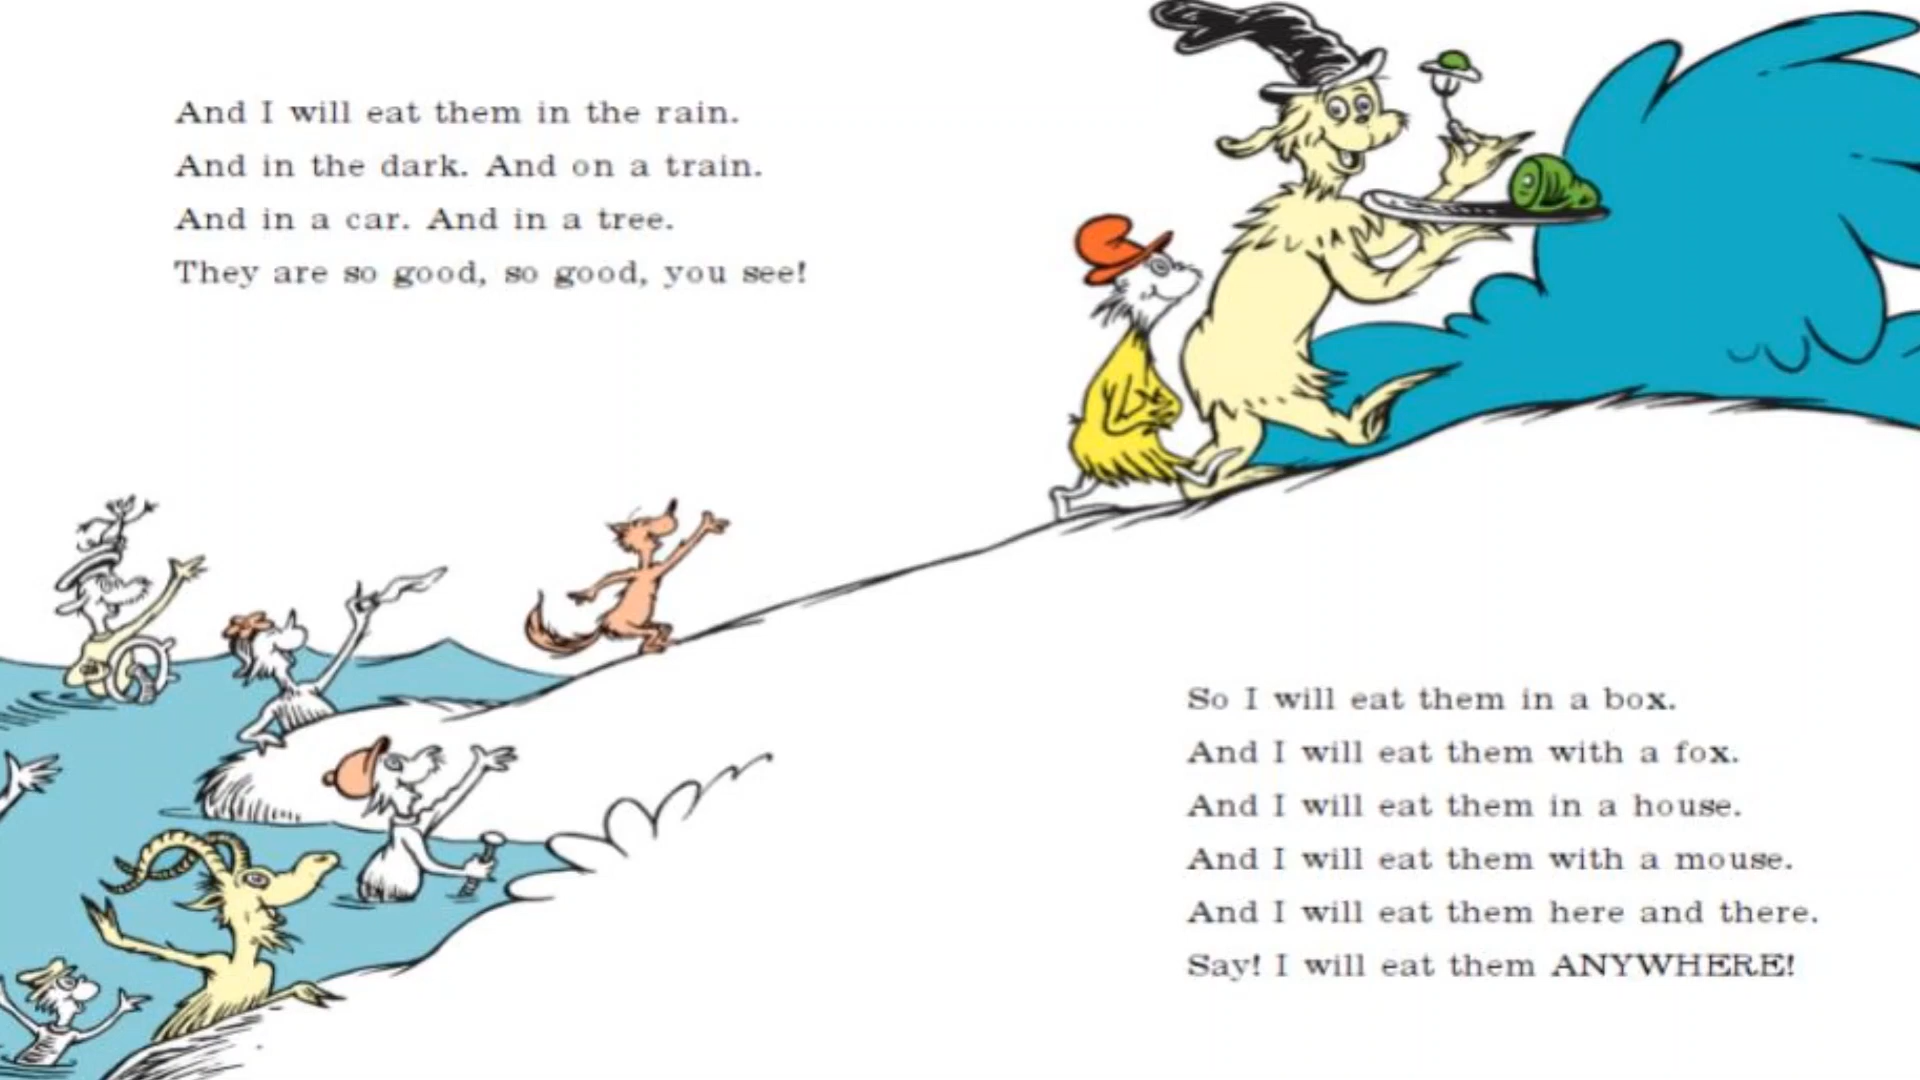 And I will eat them in the rain.
And in the dark. And on a train.
And in a car. And in a tree.
They are so good, so good, you see!
So I will eat them in a box.
And I will eat them with a fox.
And I will eat them in a house.
And I will eat them with a mouse.
And I will eat them here and there.
Say! I will eat them ANYWHERE!